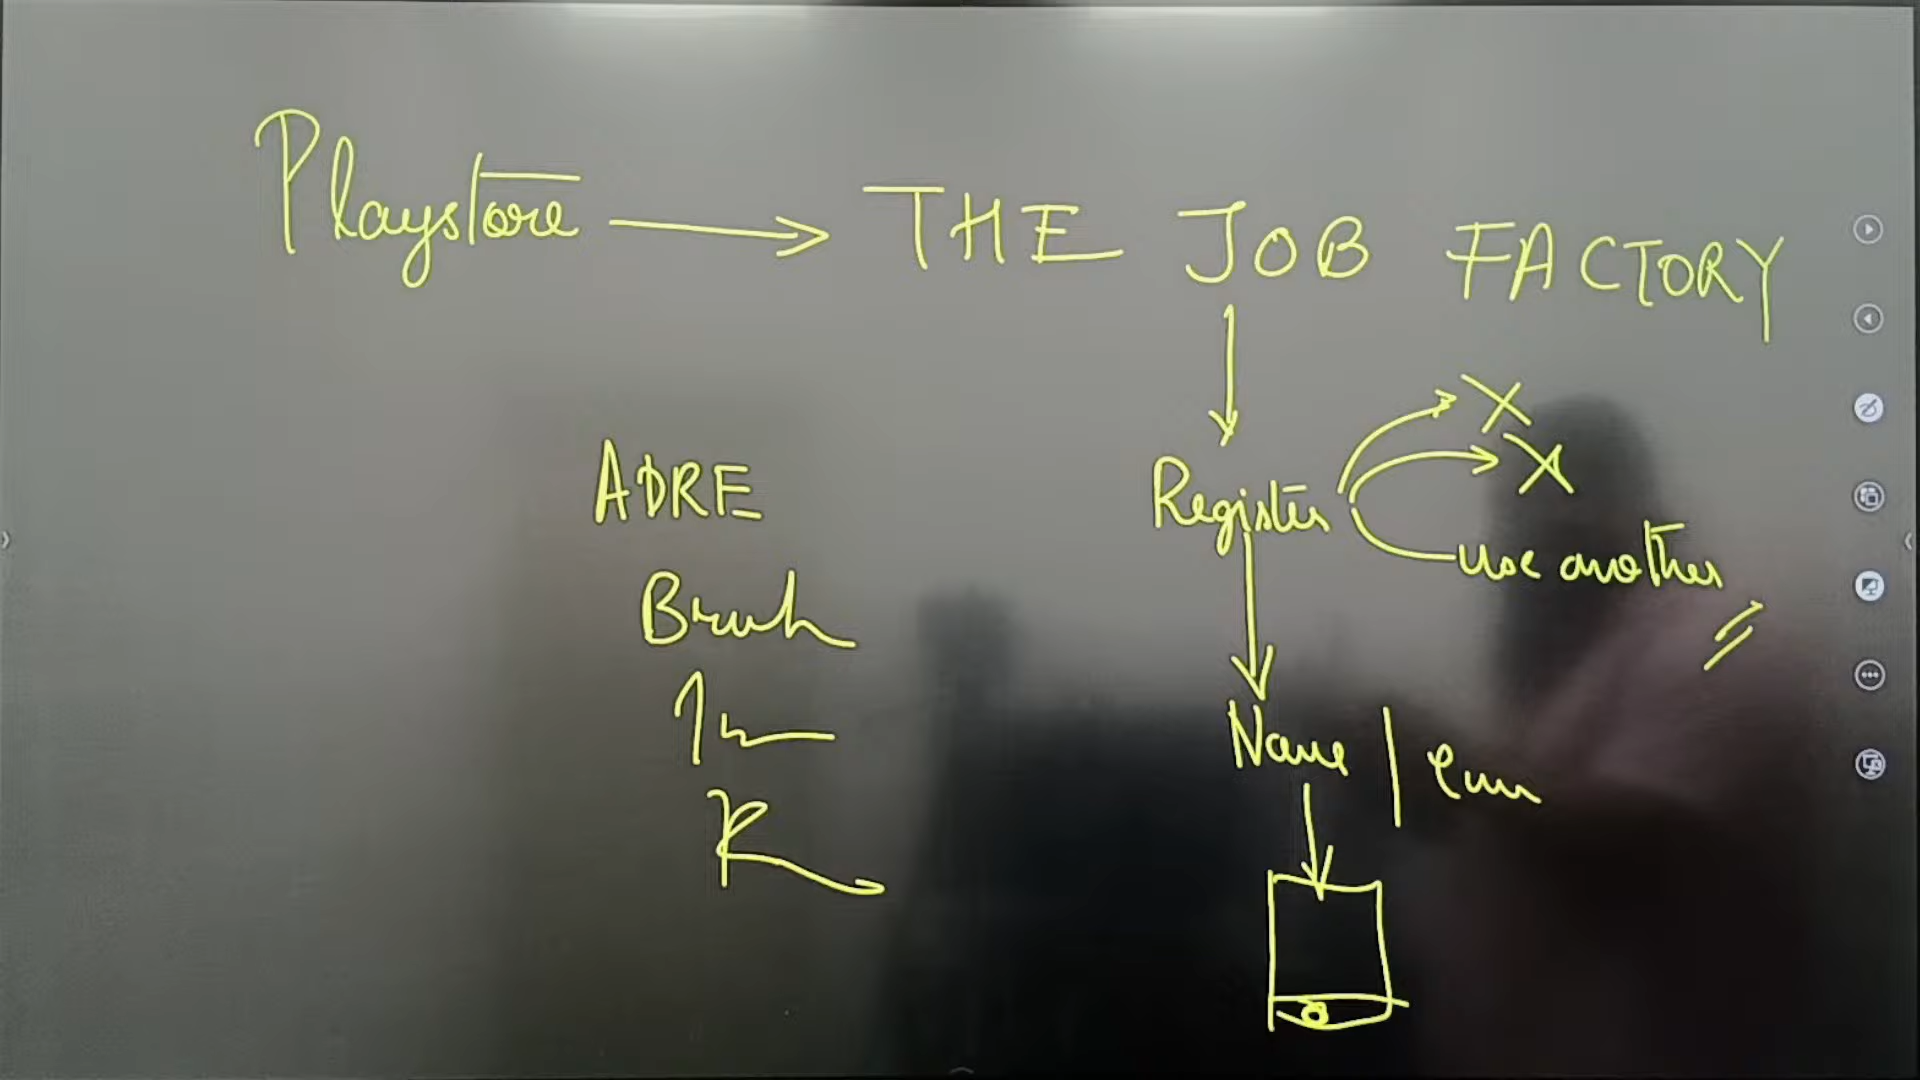 Playstore → THE JOB FACTORY
ADRE
Register
use another
Name |